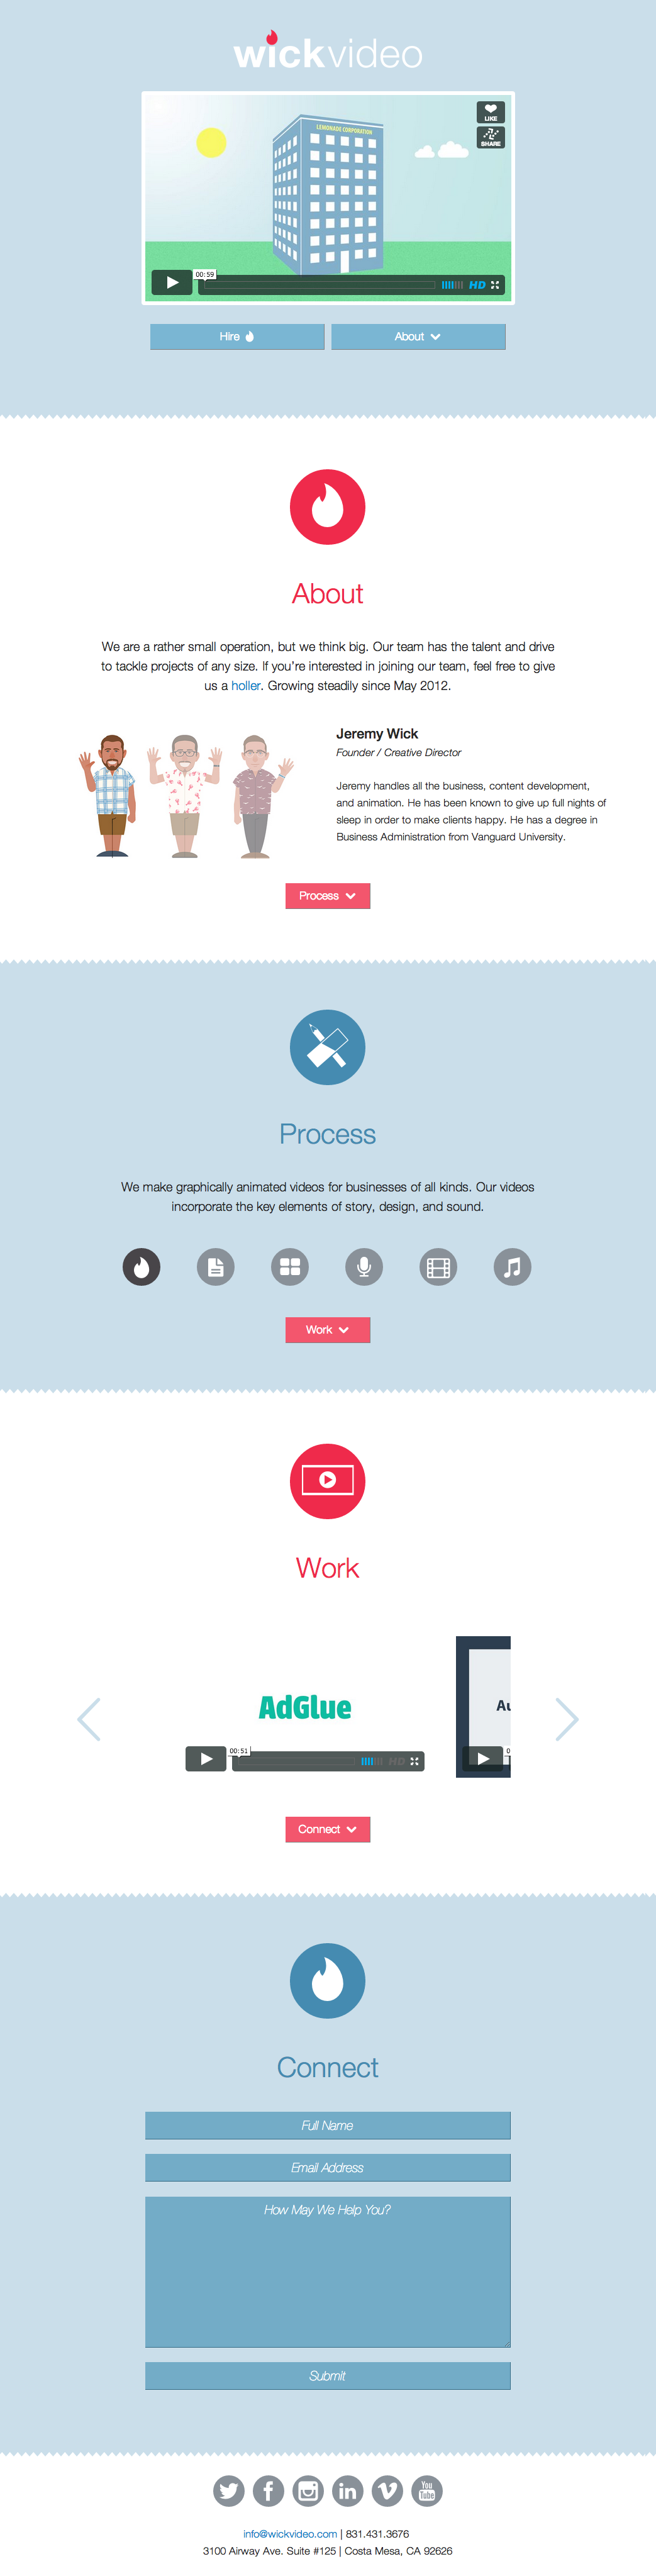 wickvideo
LEMONADE CORPORATION
LIKE
SHARE
00:59
HD
Hire
About
About
We are a rather small operation, but we think big. Our team has the talent and drive
to tackle projects of any size. If you're interested in joining our team, feel free to give
us a holler. Growing steadily since May 2012.
Jeremy Wick
Founder / Creative Director
Jeremy handles all the business, content development,
and animation. He has been known to give up full nights of
sleep in order to make clients happy. He has a degree in
Business Administration from Vanguard University.
Process
Process
We make graphically animated videos for businesses of all kinds. Our videos
incorporate the key elements of story, design, and sound.
Work
Work
AdGlue
Au
00:51
HD
0
Connect
Connect
Full Name
Email Address
How May We Help You?
Submit
You
Tube
info@wickvideo.com | 831.431.3676
3100 Airway Ave. Suite #125 | Costa Mesa, CA 92626